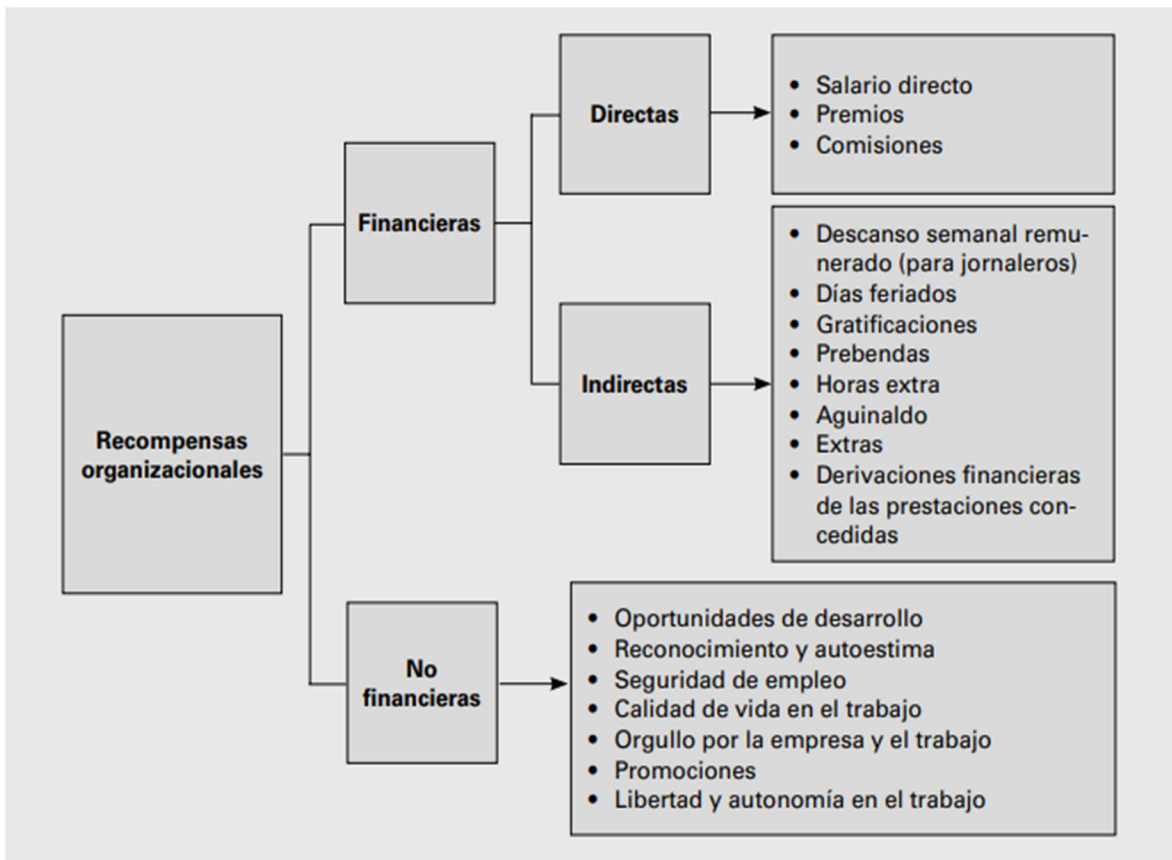 Recompensas
organizacionales
Financieras
Directas
• Salario directo
• Premios
• Comisiones
Indirectas
• Descanso semanal remu-
nerado (para jornaleros)
• Días feriados
• Gratificaciones
• Prebendas
• Horas extra
• Aguinaldo
• Extras
• Derivaciones financieras
de las prestaciones con-
cedidas
No
financieras
• Oportunidades de desarrollo
• Reconocimiento y autoestima
• Seguridad de empleo
• Calidad de vida en el trabajo
• Orgullo por la empresa y el trabajo
• Promociones
• Libertad y autonomía en el trabajo